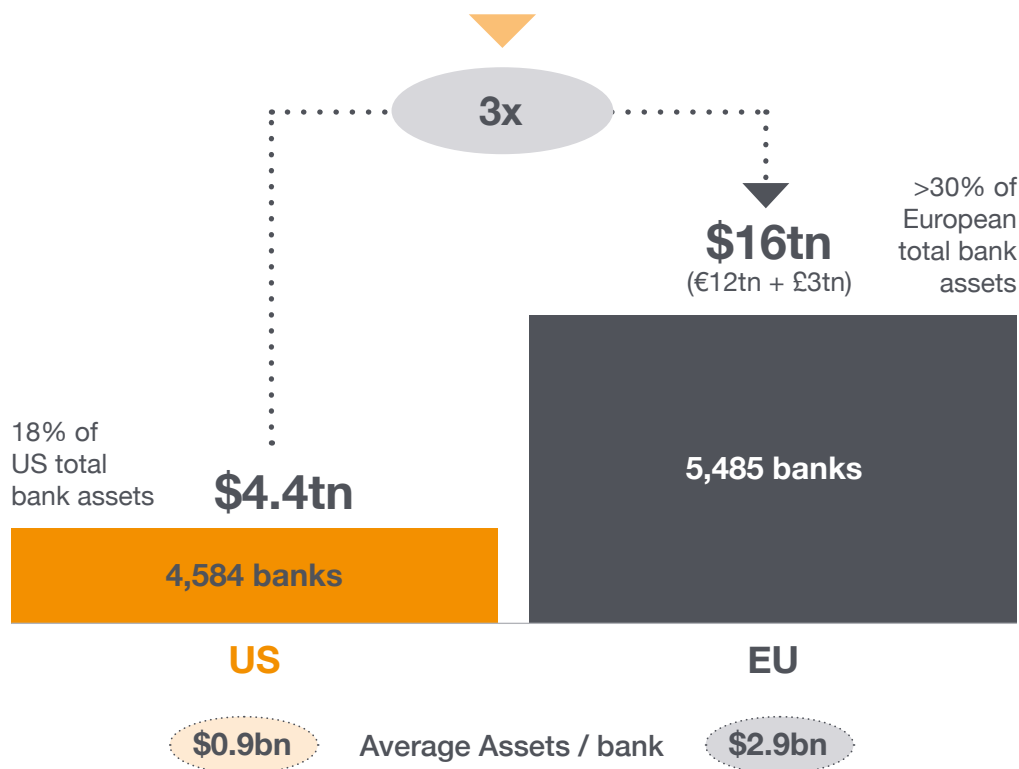 3x
>30% of
European
total bank
assets
$16tn
(€12tn + £3tn)
18% of
US total
bank assets
$4.4tn
5,485 banks
4,584 banks
US
EU
$0.9bn
Average Assets / bank
$2.9bn